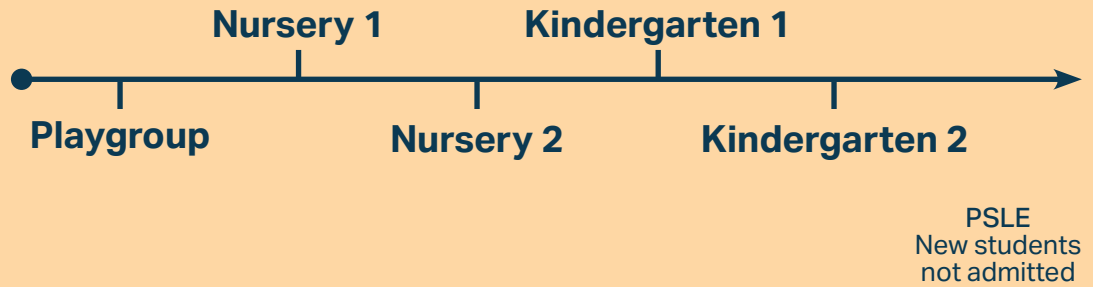 Nursery 1
Kindergarten 1
Playgroup
Nursery 2
Kindergarten 2
PSLE
New students
not admitted